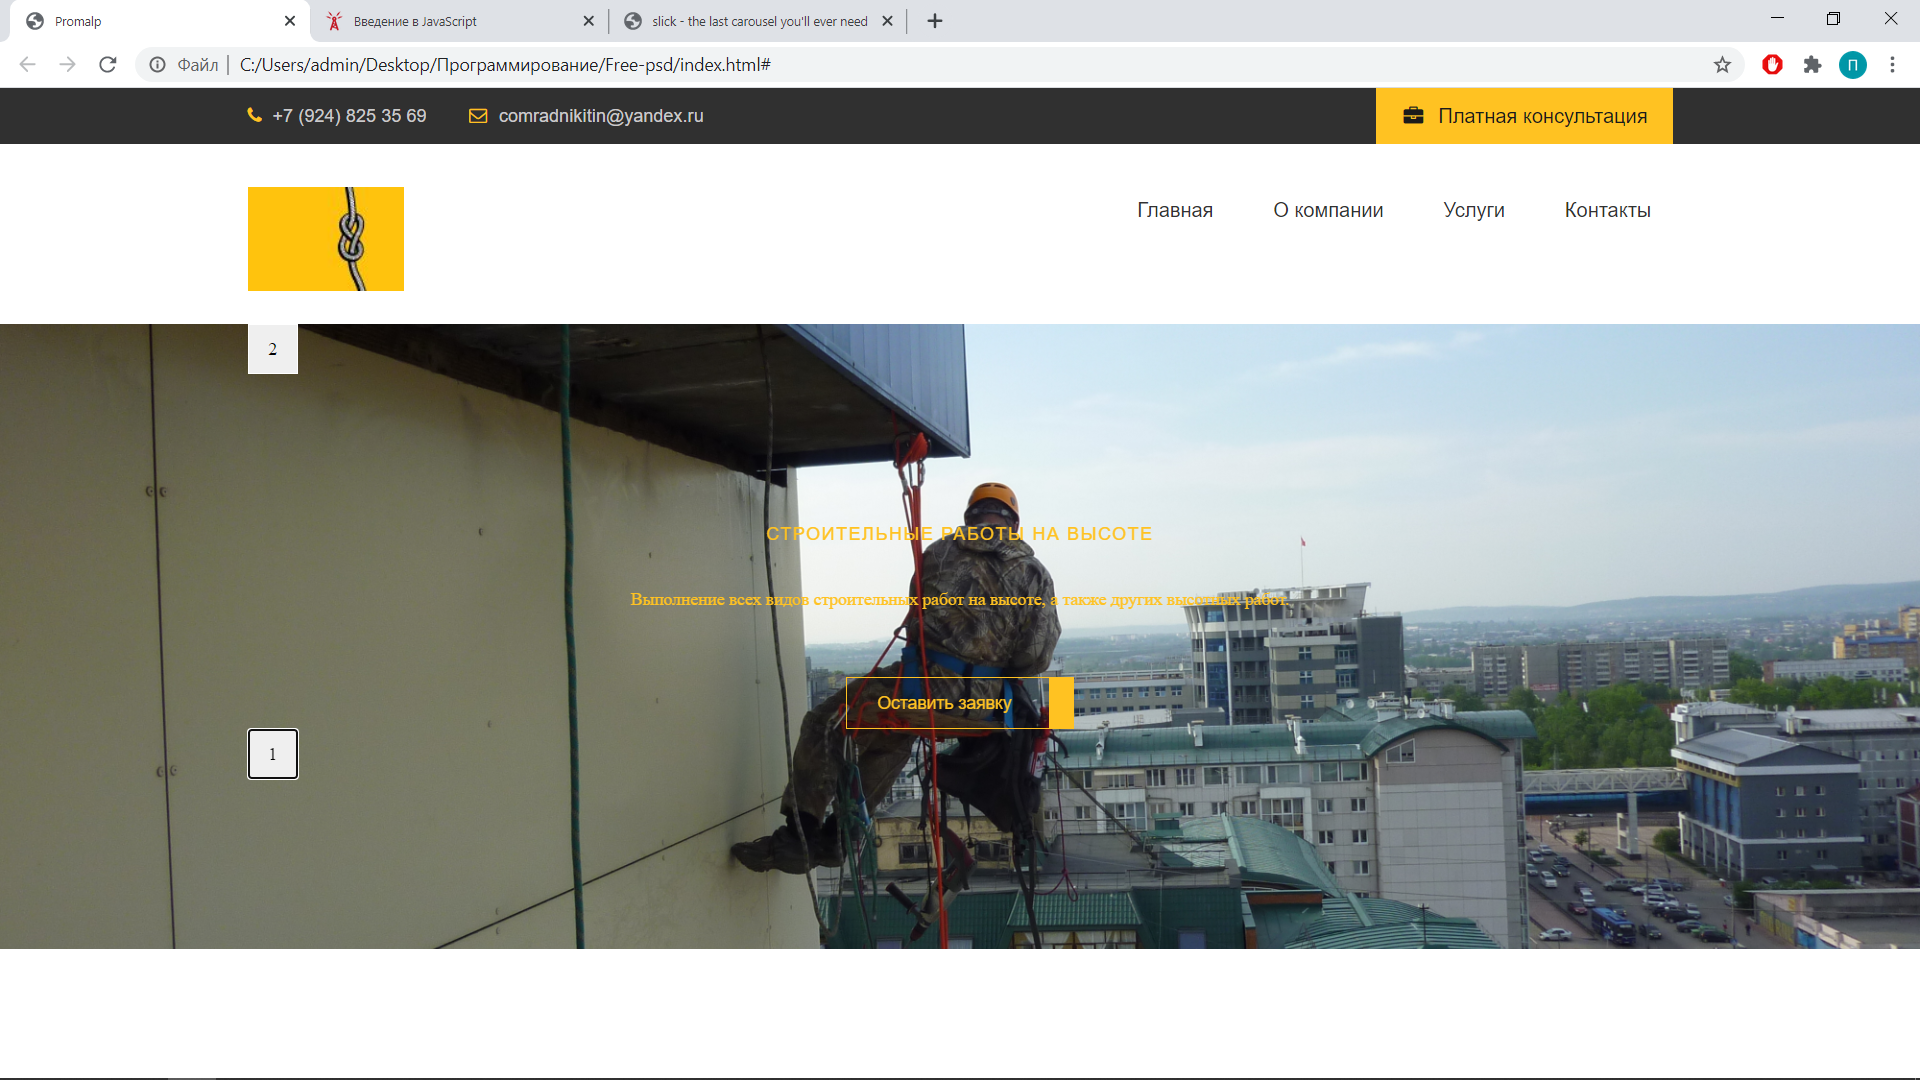 Promalp
Введение в JavaScript
slick - the last carousel you'll ever need
Файл
C:/Users/admin/Desktop/Программирование/Free-psd/index.html#
П
+7 (924) 825 35 69
comradnikitin@yandex.ru
Платная консультация
Главная
О компании
Услуги
Контакты
2
СТРОИТЕЛЬНЫЕ РАБОТЫ НА ВЫСОТЕ
Выполнение всех видов строительных работ на высоте, а также других высотных работ.
Оставить заявку
1